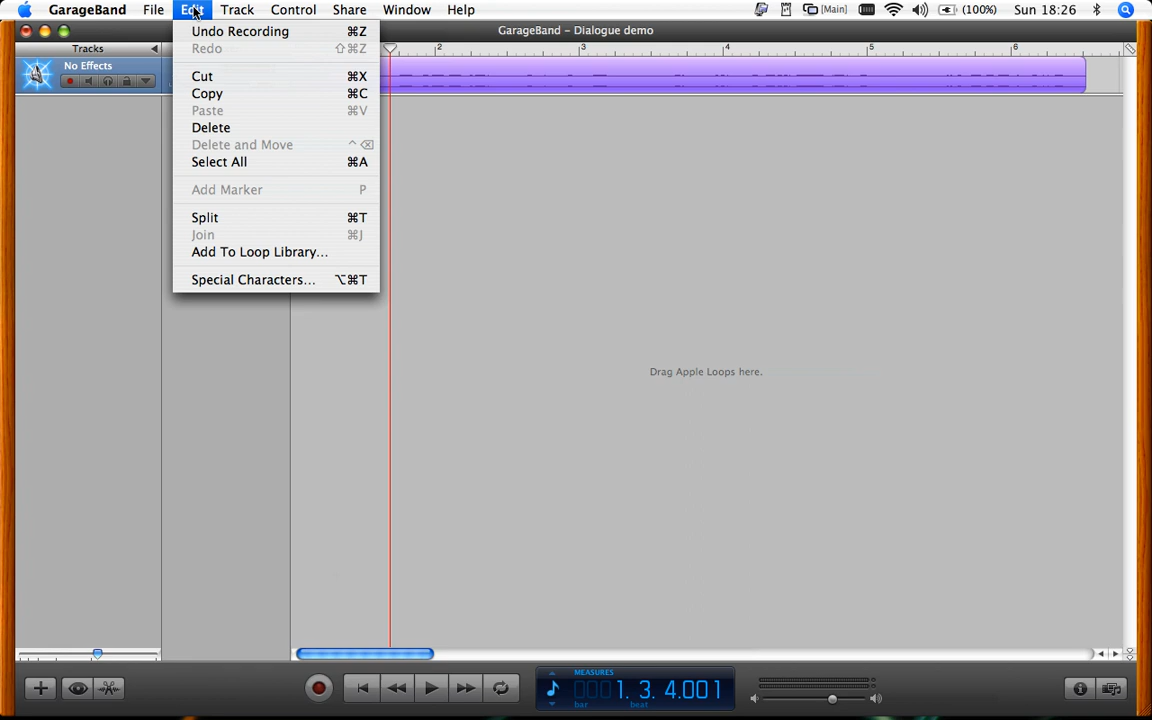 GarageBand File Edit Track Control Share Window Help [Main] (100%) Sun 18:26
GarageBand – Dialogue demo
Undo Recording ⌘Z
Redo ⇧⌘Z
Cut ⌘X
Copy ⌘C
Paste ⌘V
Delete
Delete and Move ^⌫
Select All ⌘A
Add Marker P
Split ⌘T
Join ⌘J
Add To Loop Library...
Special Characters... ⌥⌘T
Tracks
2 3 4 5 6
No Effects
Drag Apple Loops here.
MEASURES
0001. 3. 4.001
bar beat